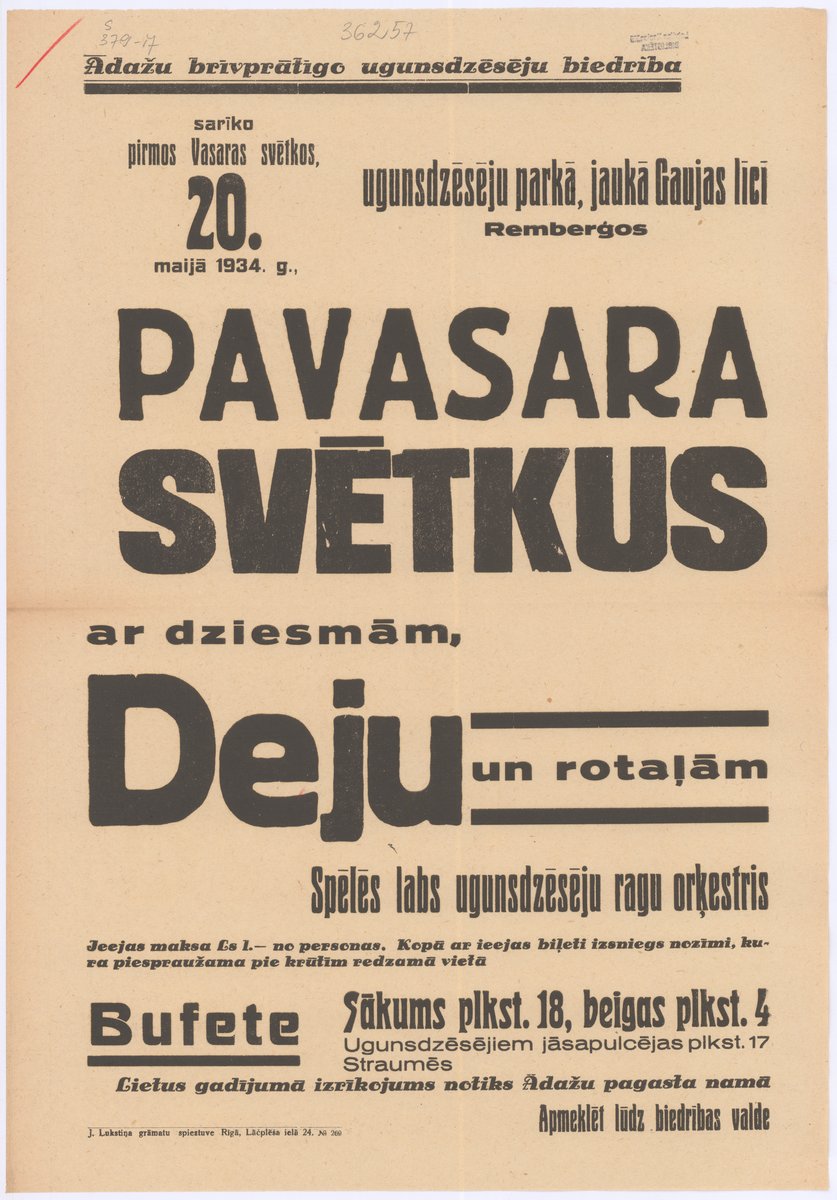 S
379-17
36257
Ādažu brīvprātīgo ugunsdzēsēju biedrība
sarīko
pirmos Vasaras svētkos,
20.
maijā 1934. g.,
ugunsdzēsēju parkā, jaukā Gaujas līcī
Remberģos
PAVASARA
SVĒTKUS
ar dziesmām,
Deju
un rotaļām
Spēlēs labs ugunsdzēsēju ragu orķestris
Ieejas maksa Ls 1.— no personas. Kopā ar ieejas biļeti izsniegs nozīmi, ku-
ra piespraužama pie krūtīm redzamā vietā
Bufete
Sākums plkst. 18, beigas plkst. 4
Ugunsdzēsējiem jāsapulcējas plkst. 17
Straumēs
Lietus gadījumā izrīkojums notiks Ādažu pagasta namā
Apmeklēt lūdz biedrības valde
J. Lukstiņa grāmatu spiestuve Rīgā, Lāčplēša ielā 24. № 269